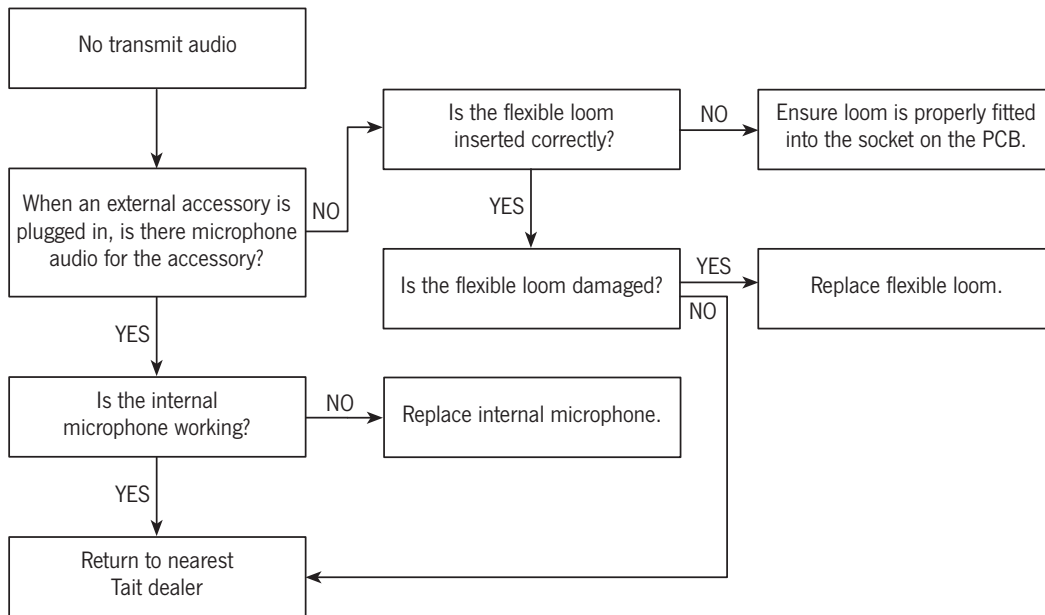 No transmit audio
When an external accessory is
plugged in, is there microphone
audio for the accessory?
NO
Is the flexible loom
inserted correctly?
NO
Ensure loom is properly fitted
into the socket on the PCB.
YES
Is the flexible loom damaged?
YES
Replace flexible loom.
NO
YES
Is the internal
microphone working?
NO
Replace internal microphone.
YES
Return to nearest
Tait dealer